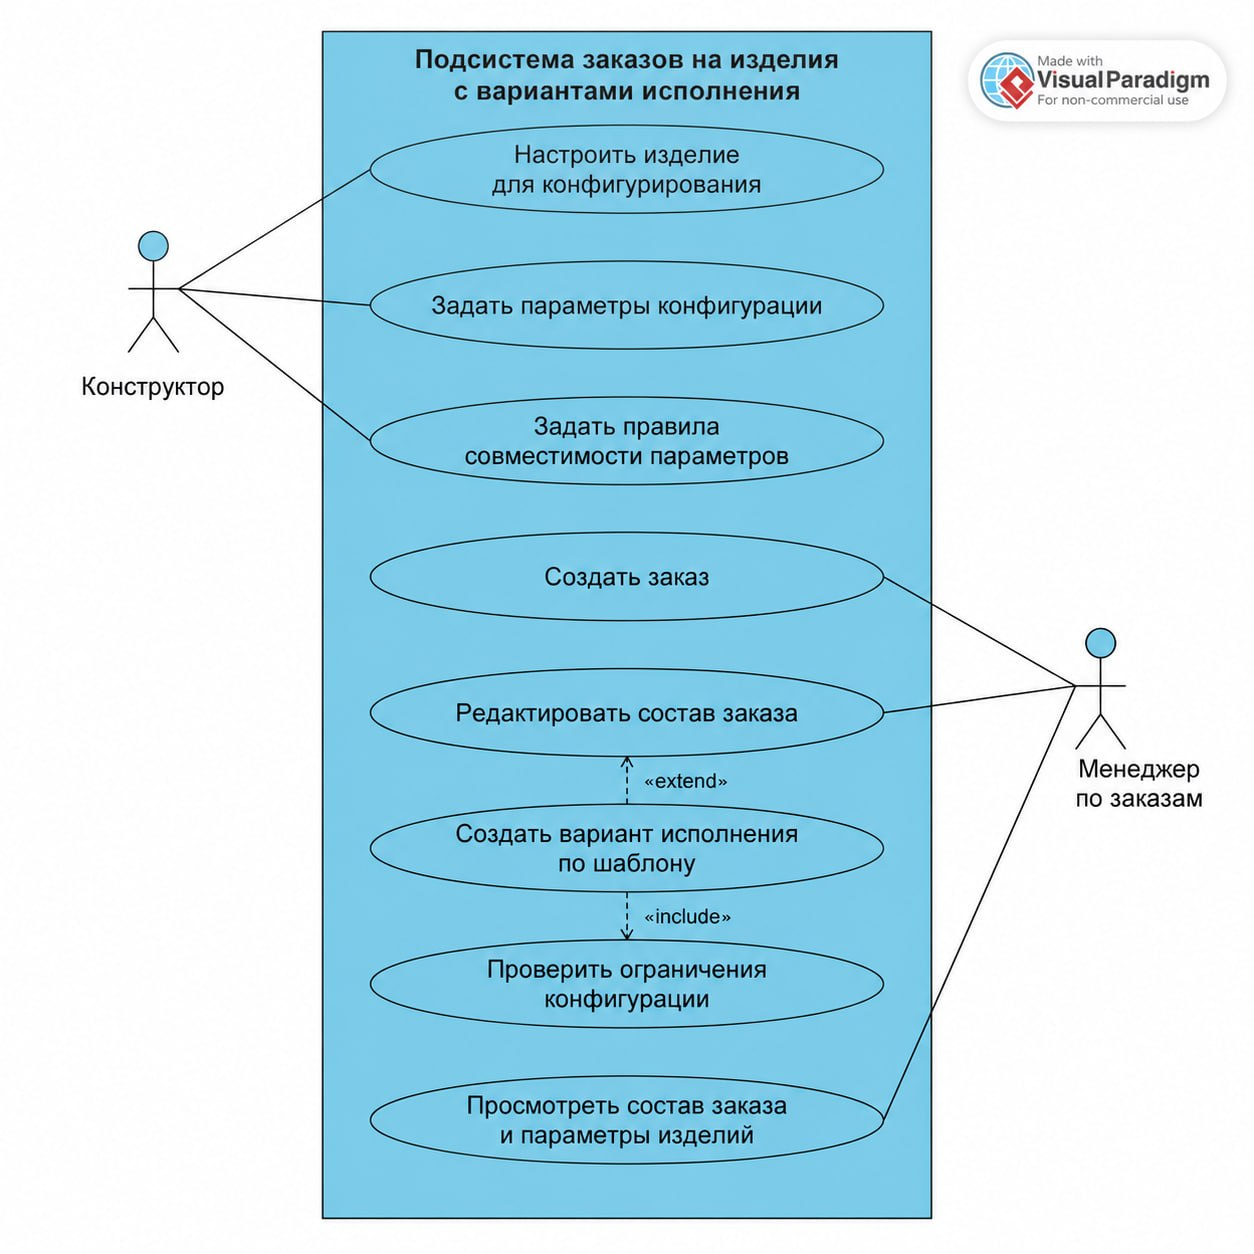 Подсистема заказов на изделия
с вариантами исполнения
Made with
Visual Paradigm
For non-commercial use
Настроить изделие
для конфигурирования
Задать параметры конфигурации
Конструктор
Задать правила
совместимости параметров
Создать заказ
Редактировать состав заказа
«extend»
Менеджер
по заказам
Создать вариант исполнения
по шаблону
«include»
Проверить ограничения
конфигурации
Просмотреть состав заказа
и параметры изделий